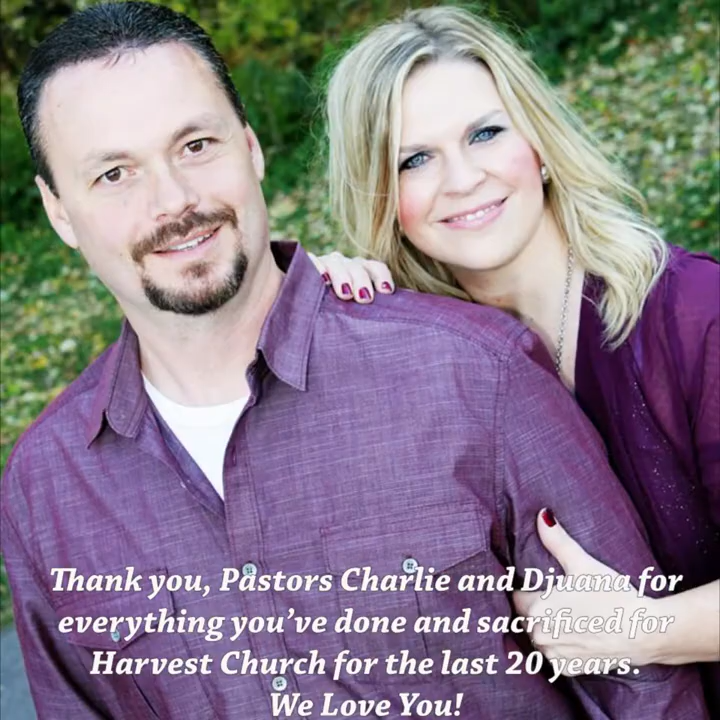 Thank you, Pastors Charlie and Djuana for
everything you’ve done and sacrificed for
Harvest Church for the last 20 years.
We Love You!